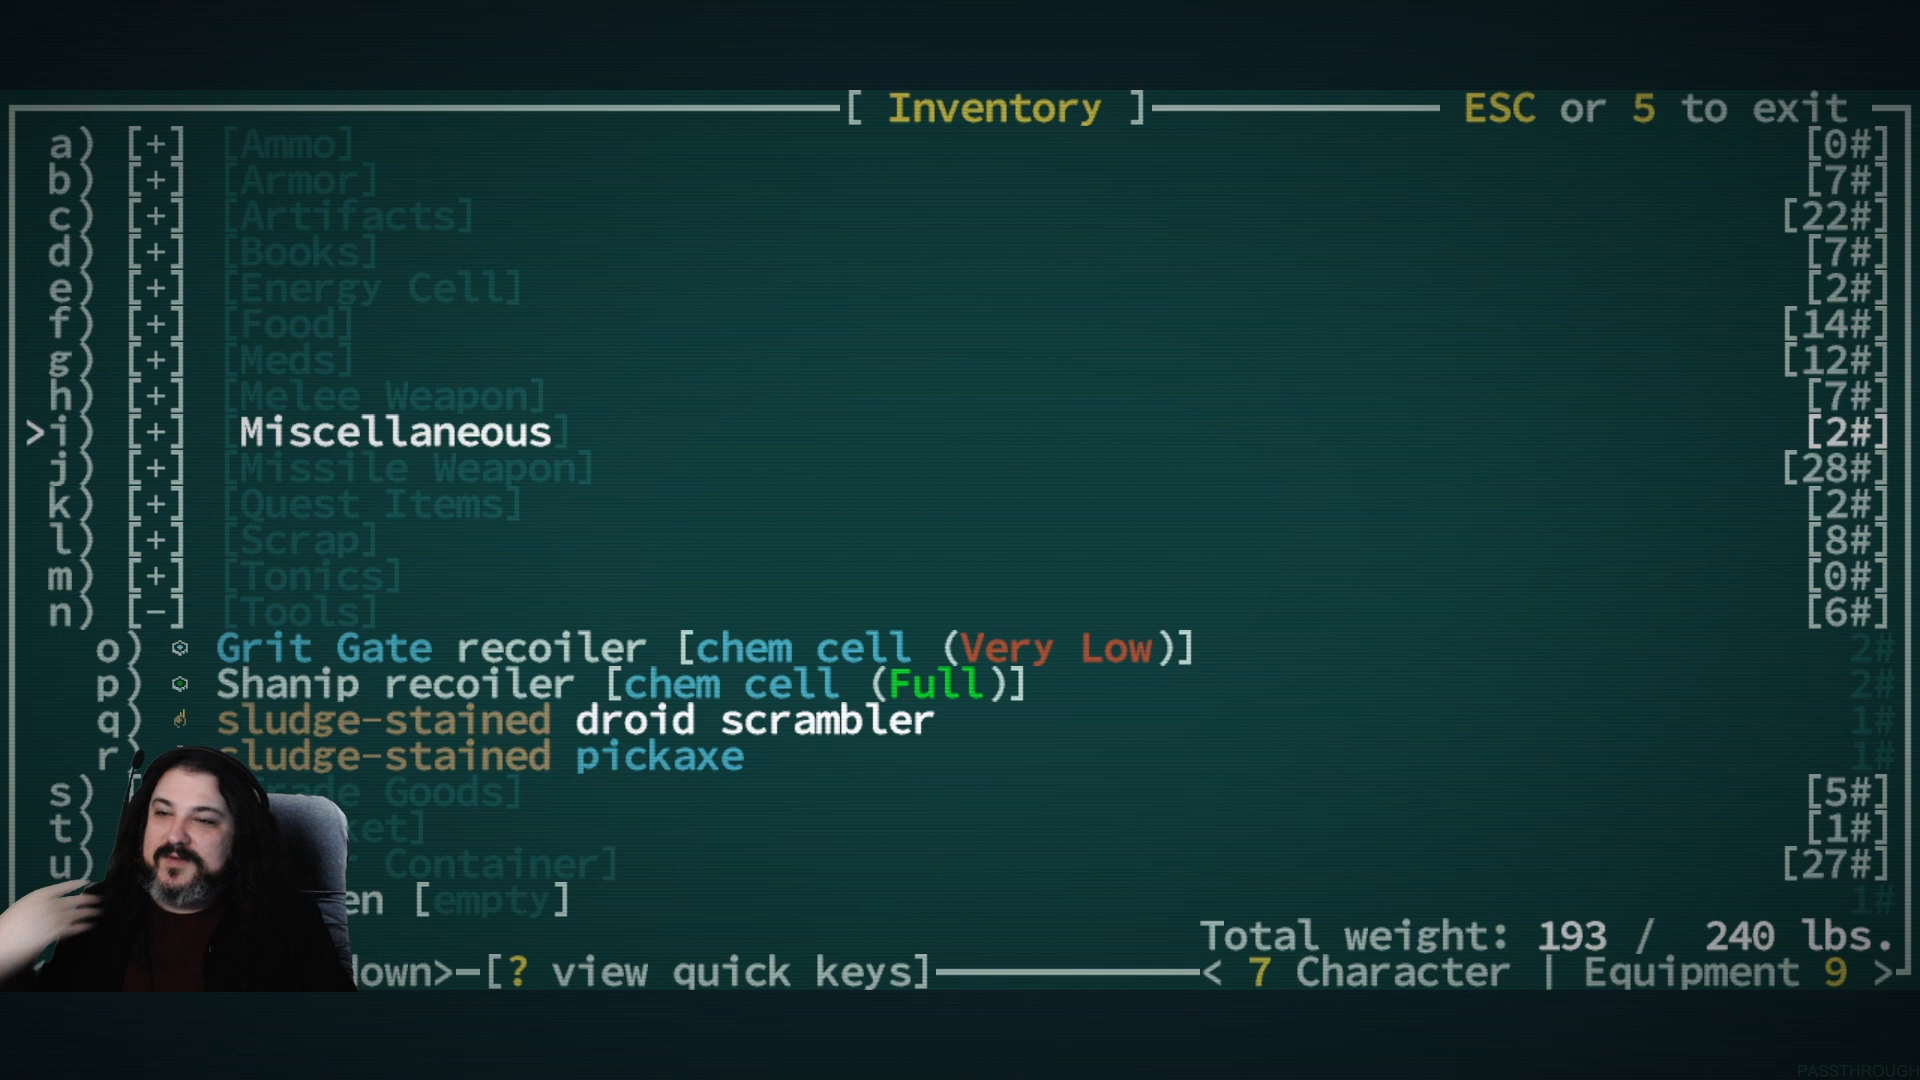 [ Inventory ] ESC or 5 to exit
a) [+] [Ammo] [0#]
b) [+] [Armor] [7#]
c) [+] [Artifacts] [22#]
d) [+] [Books] [7#]
e) [+] [Energy Cell] [2#]
f) [+] [Food] [14#]
g) [+] [Meds] [12#]
h) [+] [Melee Weapon] [7#]
>i) [+] Miscellaneous] [2#]
j) [+] [Missile Weapon] [28#]
k) [+] [Quest Items] [2#]
l) [+] [Scrap] [8#]
m) [+] [Tonics] [0#]
n) [-] [Tools] [6#]
o) Grit Gate recoiler [chem cell (Very Low)] 2#
p) Shanip recoiler [chem cell (Full)] 2#
q) sludge-stained droid scrambler 1#
r) sludge-stained pickaxe 1#
s) Goods] [5#]
t) [1#]
u) Container] [27#]
[empty] 1#
Total weight: 193 / 240 lbs.
down>-[? view quick keys] < 7 Character | Equipment 9 >
PASSTHROUGH